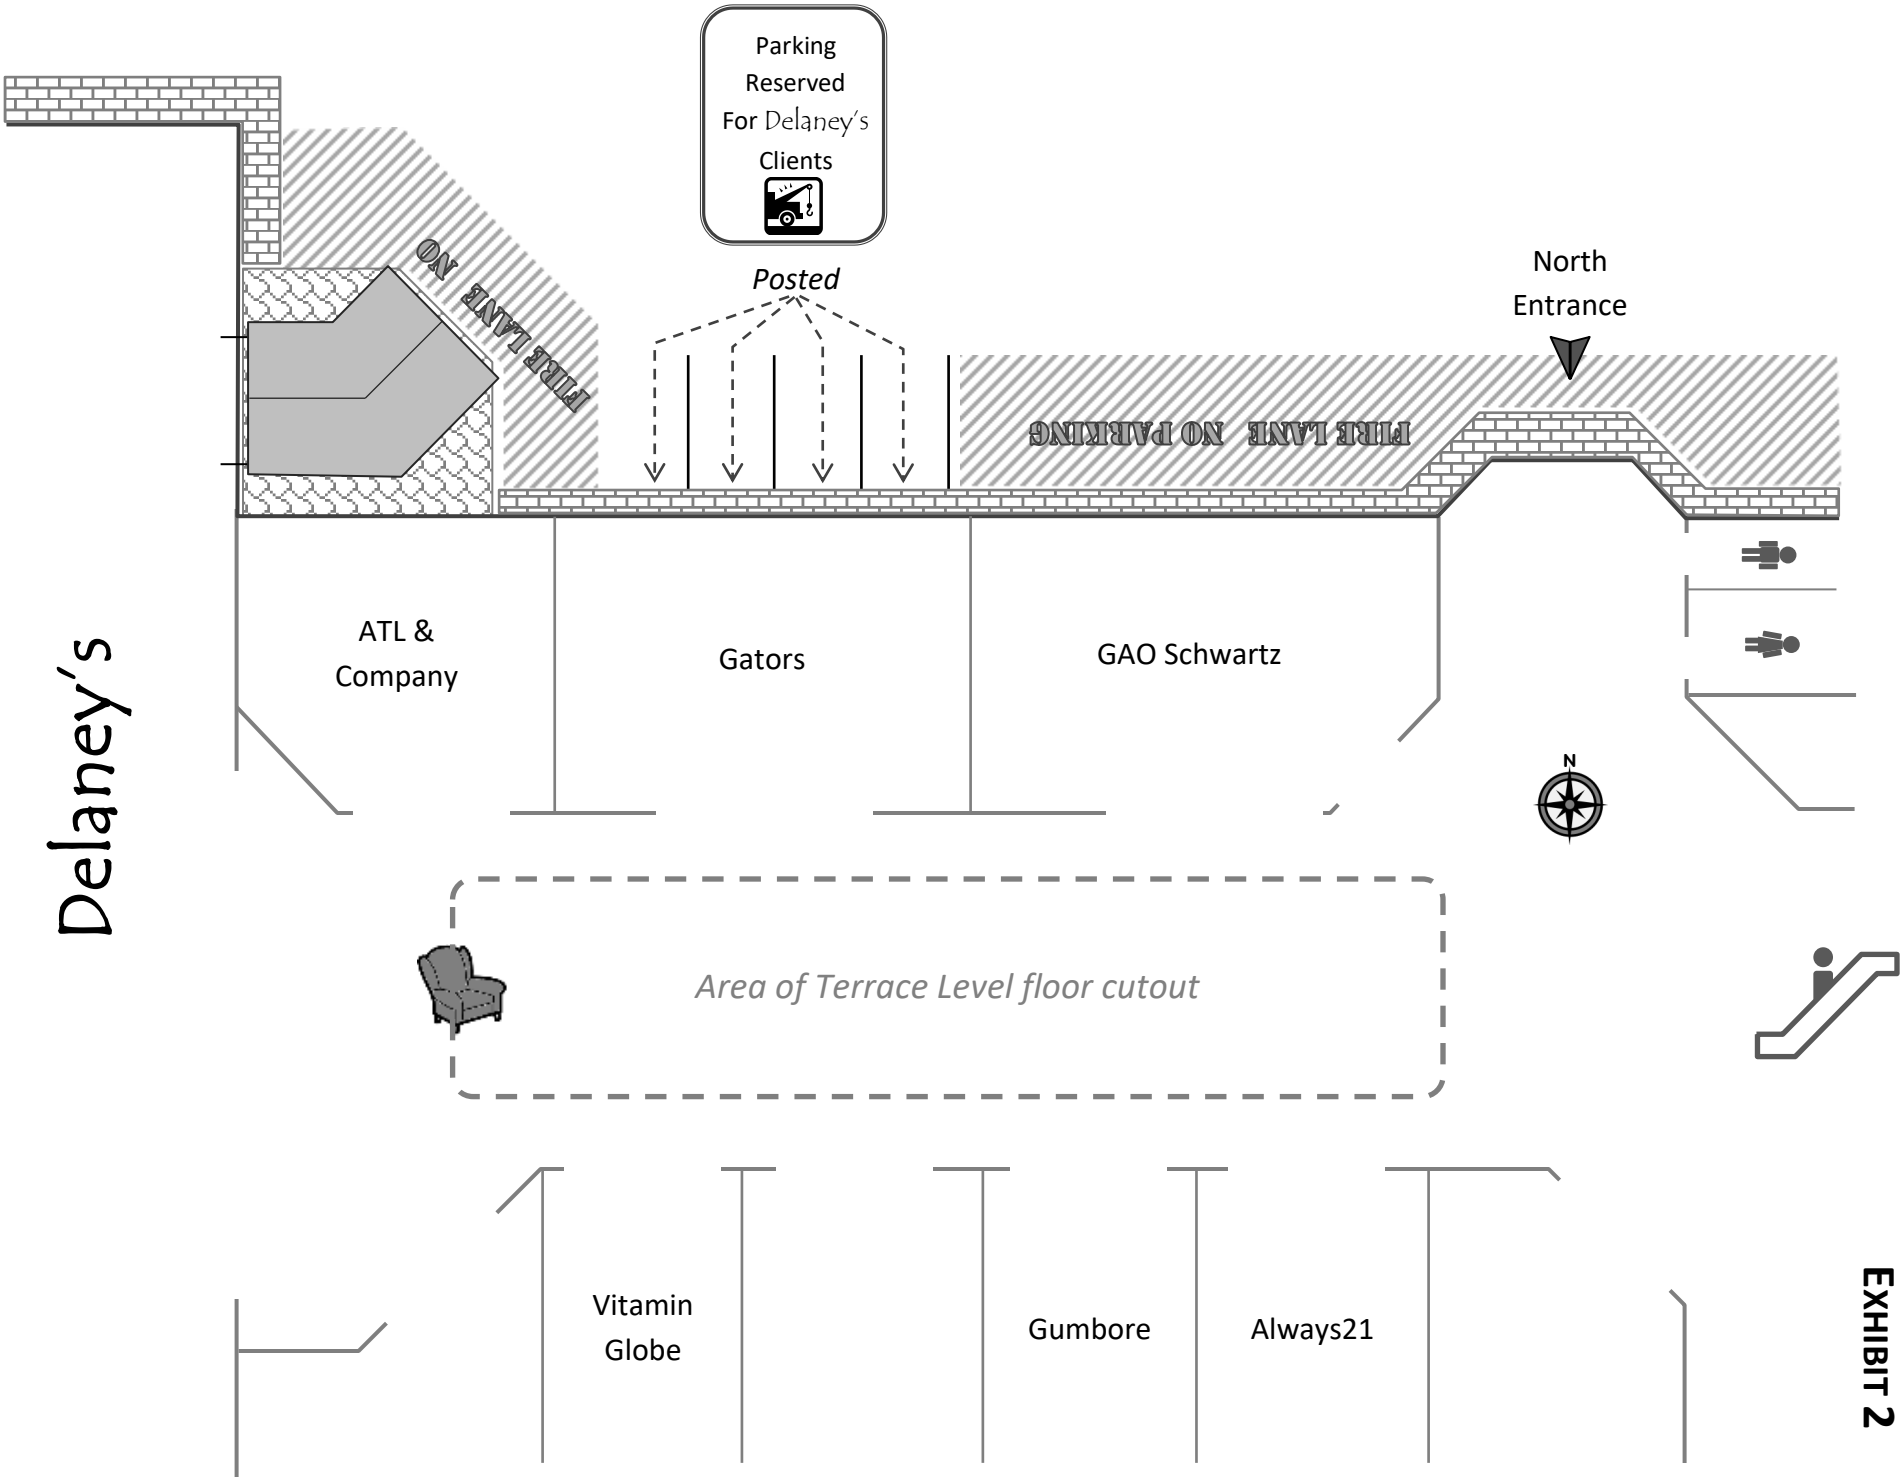 Parking
Reserved
For Delaney's
Clients
Posted
North
Entrance
FIRE LANE NO
FIRE LANE NO PARKING
ATL &
Company
Gators
GAO Schwartz
Delaney's
N
Area of Terrace Level floor cutout
Vitamin
Globe
Gumbore
Always21
EXHIBIT 2